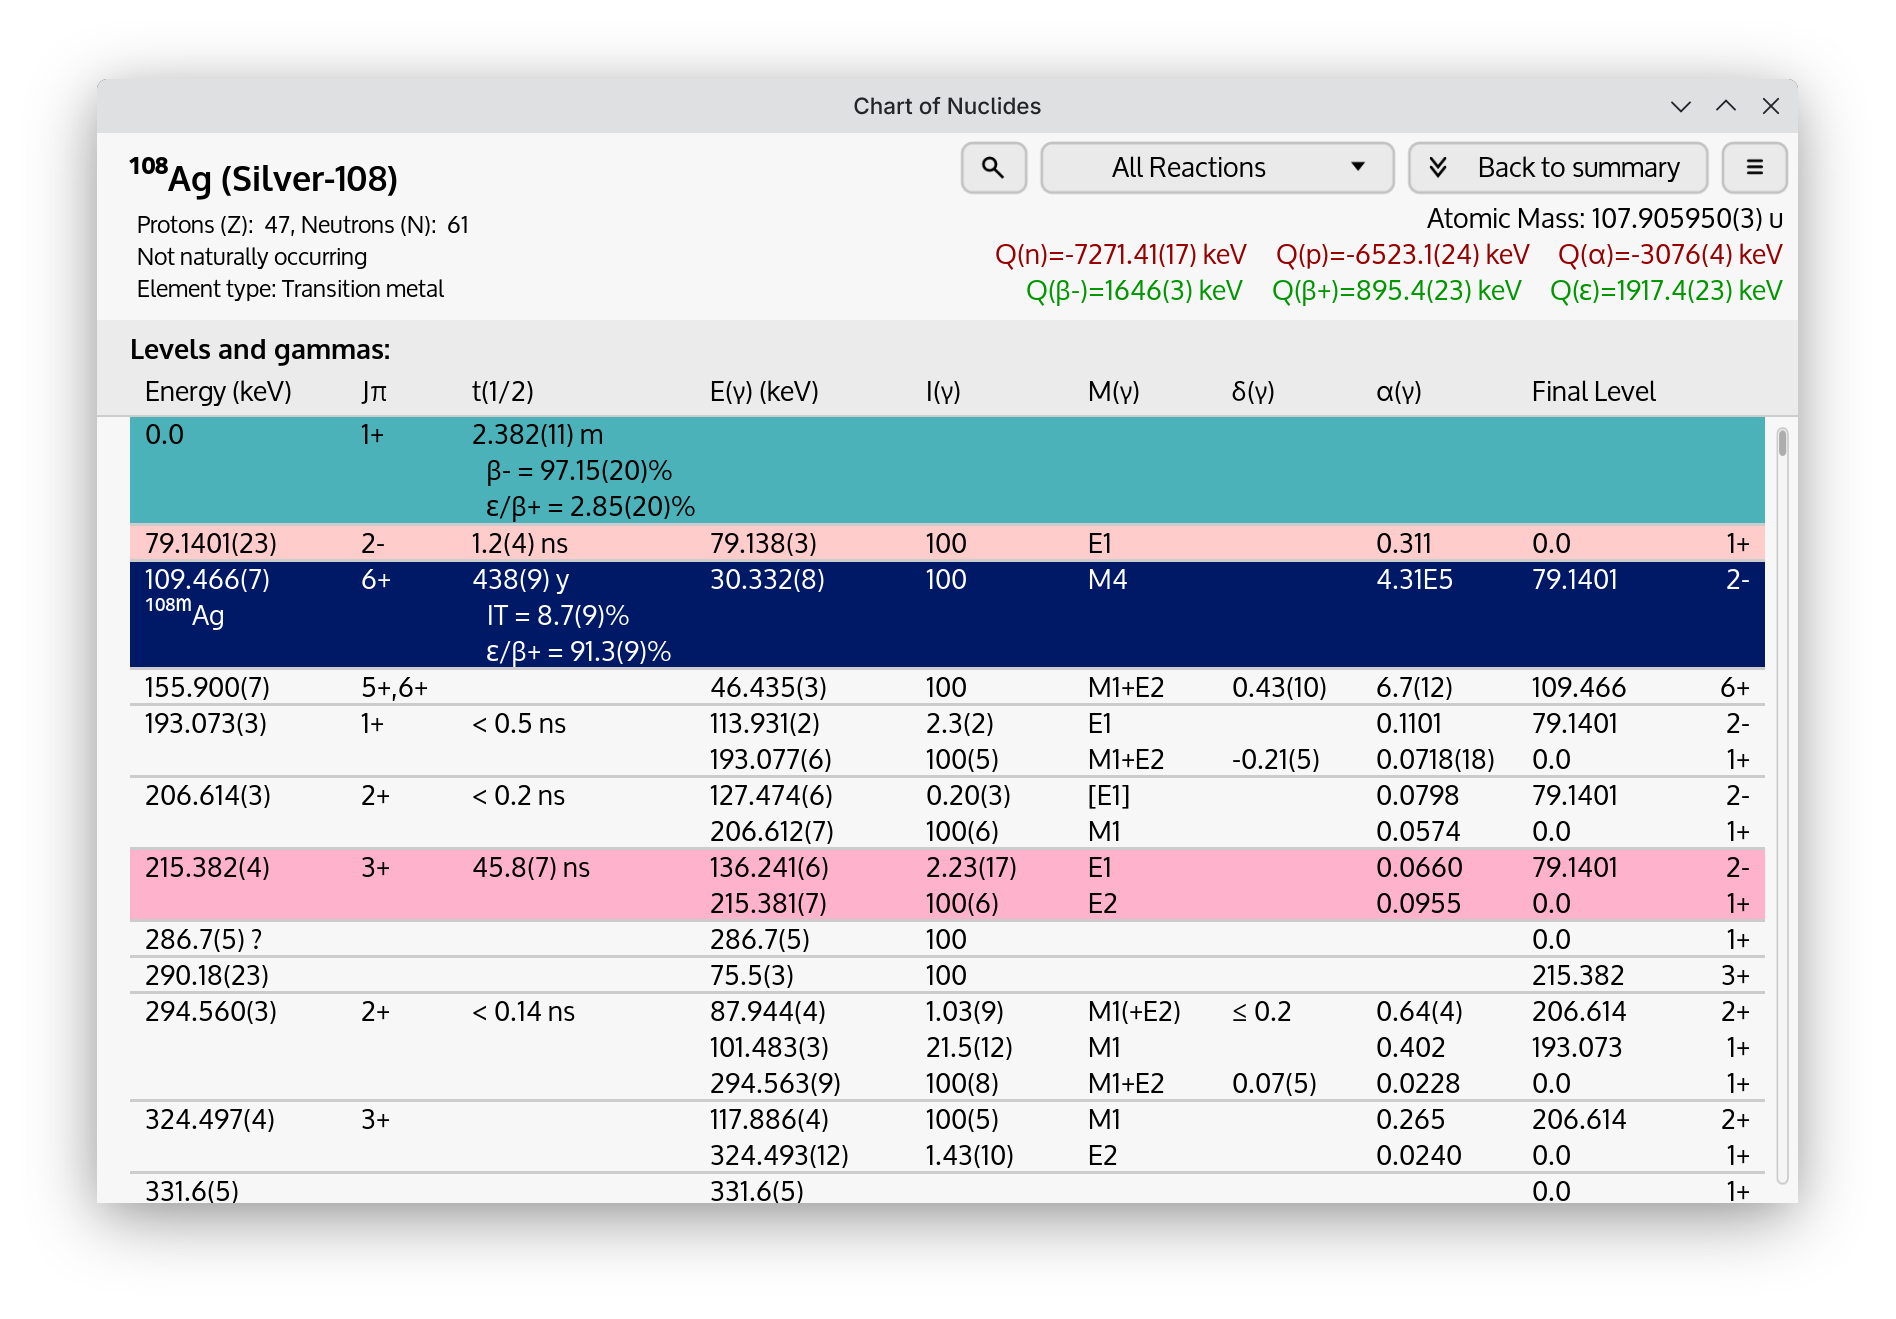 Chart of Nuclides
108Ag (Silver-108)
All Reactions
Back to summary
Protons (Z): 47, Neutrons (N): 61
Not naturally occurring
Element type: Transition metal
Atomic Mass: 107.905950(3) u
Q(n)=-7271.41(17) keV Q(p)=-6523.1(24) keV Q(α)=-3076(4) keV
Q(β-)=1646(3) keV Q(β+)=895.4(23) keV Q(ε)=1917.4(23) keV
Levels and gammas:
Energy (keV) Jπ t(1/2) E(γ) (keV) I(γ) M(γ) δ(γ) α(γ) Final Level
0.0 1+ 2.382(11) m
β- = 97.15(20)%
ε/β+ = 2.85(20)%
79.1401(23) 2- 1.2(4) ns 79.138(3) 100 E1 0.311 0.0 1+
109.466(7) 6+ 438(9) y 30.332(8) 100 M4 4.31E5 79.1401 2-
108mAg IT = 8.7(9)%
ε/β+ = 91.3(9)%
155.900(7) 5+,6+ 46.435(3) 100 M1+E2 0.43(10) 6.7(12) 109.466 6+
193.073(3) 1+ < 0.5 ns 113.931(2) 2.3(2) E1 0.1101 79.1401 2-
193.077(6) 100(5) M1+E2 -0.21(5) 0.0718(18) 0.0 1+
206.614(3) 2+ < 0.2 ns 127.474(6) 0.20(3) [E1] 0.0798 79.1401 2-
206.612(7) 100(6) M1 0.0574 0.0 1+
215.382(4) 3+ 45.8(7) ns 136.241(6) 2.23(17) E1 0.0660 79.1401 2-
215.381(7) 100(6) E2 0.0955 0.0 1+
286.7(5) ? 286.7(5) 100 0.0 1+
290.18(23) 75.5(3) 100 215.382 3+
294.560(3) 2+ < 0.14 ns 87.944(4) 1.03(9) M1(+E2) ≤ 0.2 0.64(4) 206.614 2+
101.483(3) 21.5(12) M1 0.402 193.073 1+
294.563(9) 100(8) M1+E2 0.07(5) 0.0228 0.0 1+
324.497(4) 3+ 117.886(4) 100(5) M1 0.265 206.614 2+
324.493(12) 1.43(10) E2 0.0240 0.0 1+
331.6(5) 331.6(5) 0.0 1+